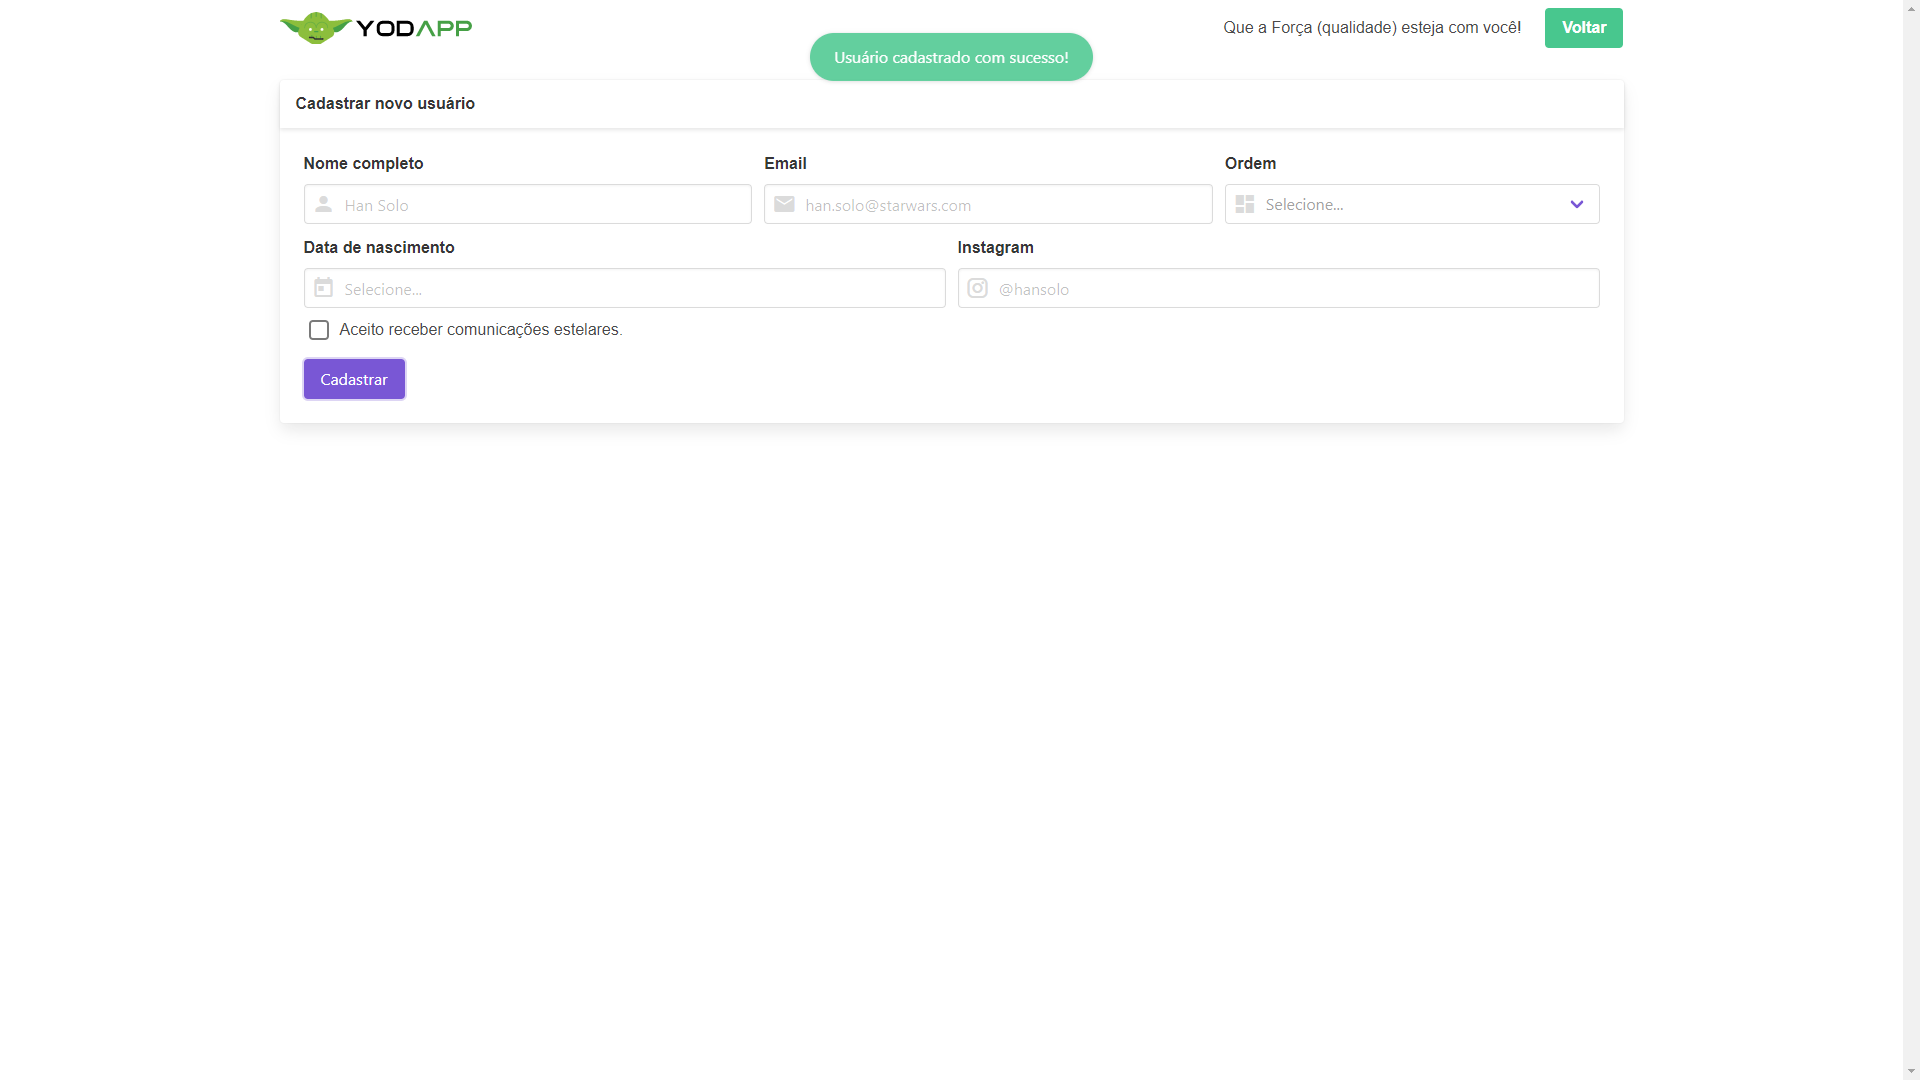 YODAPP
Que a Força (qualidade) esteja com você!
Voltar
Usuário cadastrado com sucesso!
Cadastrar novo usuário
Nome completo
Email
Ordem
Han Solo
han.solo@starwars.com
Selecione...
Data de nascimento
Instagram
Selecione...
@hansolo
Aceito receber comunicações estelares.
Cadastrar